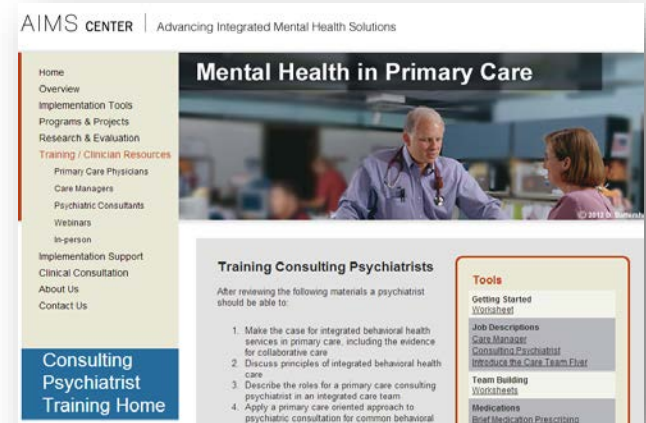 AIMS CENTER | Advancing Integrated Mental Health Solutions
Home
Overview
Implementation Tools
Programs & Projects
Research & Evaluation
Training / Clinician Resources
Primary Care Physicians
Care Managers
Psychiatric Consultants
Webinars
In-person
Implementation Support
Clinical Consultation
About Us
Contact Us
Consulting
Psychiatrist
Training Home
Mental Health in Primary Care
Training Consulting Psychiatrists
After reviewing the following materials a psychiatrist
should be able to:
1. Make the case for integrated behavioral health
services in primary care, including the evidence
for collaborative care
2. Discuss principles of integrated behavioral health
care
3. Describe the roles for a primary care consulting
psychiatrist in an integrated care team
4. Apply a primary care oriented approach to
psychiatric consultation for common behavioral
Tools
Getting Started
Worksheet
Job Descriptions
Care Manager
Consulting Psychiatrist
Introduce the Care Team Flyer
Team Building
Worksheets
Medications
Brief Medication Prescribing